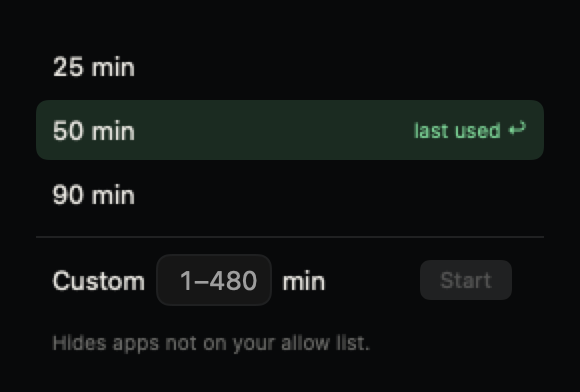 25 min
50 min last used ↵
90 min
Custom 1–480 min Start
Hides apps not on your allow list.